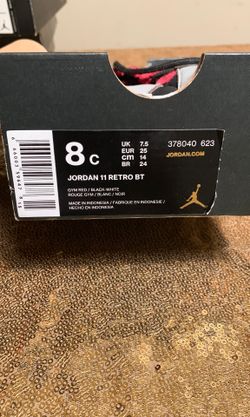 8C
UK 7.5
EUR 25
cm 14
BR 24
378040 623
JORDAN.COM
JORDAN 11 RETRO BT
GYM RED / BLACK-WHITE
ROUGE GYM / BLANC / NOIR
MADE IN INDONESIA / FABRIQUE EN INDONESIE /
HECHO EN INDONESIA